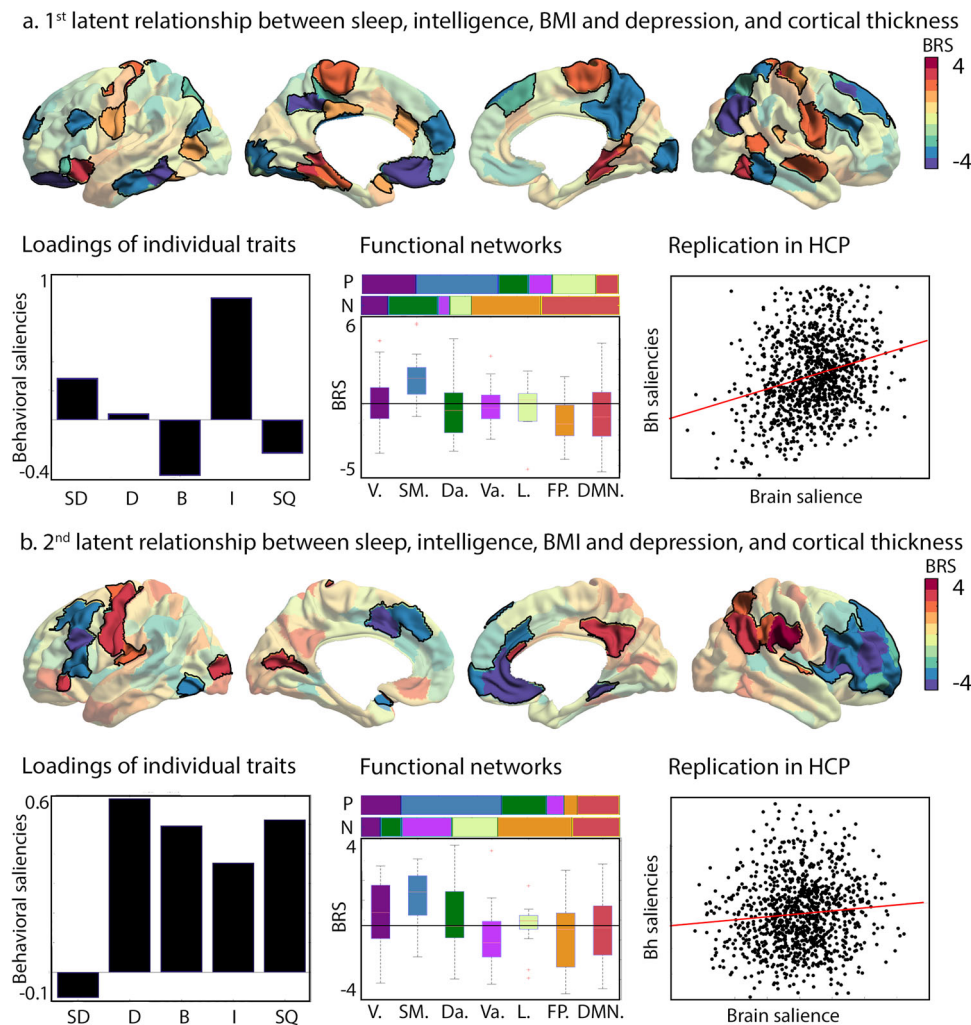 a. 1st latent relationship between sleep, intelligence, BMI and depression, and cortical thickness
BRS
4
-4
Loadings of individual traits
Functional networks
Replication in HCP
Behavioral saliencies
1
-0.4
SD D B I SQ
P
N
BRS
6
-5
V. SM. Da. Va. L. FP. DMN.
Bh saliencies
Brain salience
b. 2nd latent relationship between sleep, intelligence, BMI and depression, and cortical thickness
BRS
4
-4
Loadings of individual traits
Functional networks
Replication in HCP
Behavioral saliencies
0.6
-0.1
SD D B I SQ
P
N
BRS
4
-4
V. SM. Da. Va. L. FP. DMN.
Bh saliencies
Brain salience